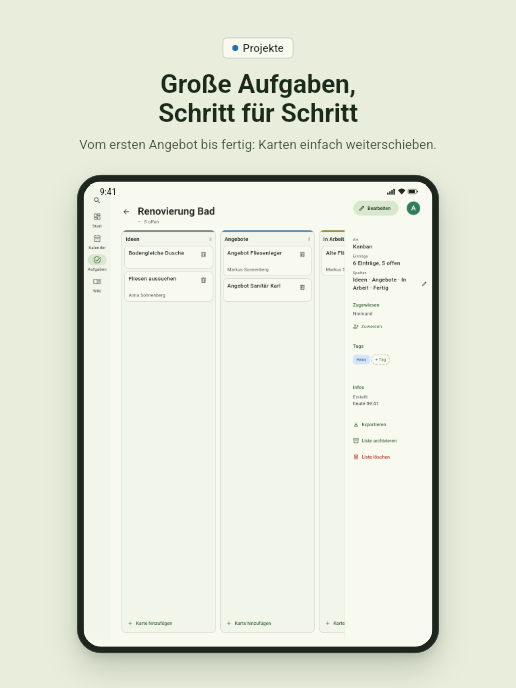 Projekte
Große Aufgaben,
Schritt für Schritt
Vom ersten Angebot bis fertig: Karten einfach weiterschieben.
9:41
Start
Kalender
Aufgaben
Wiki
Renovierung Bad
5 offen
Bearbeiten
A
Ideen
Bodengleiche Dusche
Fliesen aussuchen
Anna Sonnenberg
Karte hinzufügen
Angebote
Angebot Fliesenleger
Markus Sonnenberg
Angebot Sanitär Karl
Karte hinzufügen
In Arbeit
Alte Fli
Markus S
Karte
Art
Kanban
Einträge
6 Einträge, 5 offen
Spalten
Ideen · Angebote · In
Arbeit · Fertig
Zugewiesen
Niemand
Zuweisen
Tags
Haus
+ Tag
Infos
Erstellt
heute 09:41
Exportieren
Liste archivieren
Liste löschen